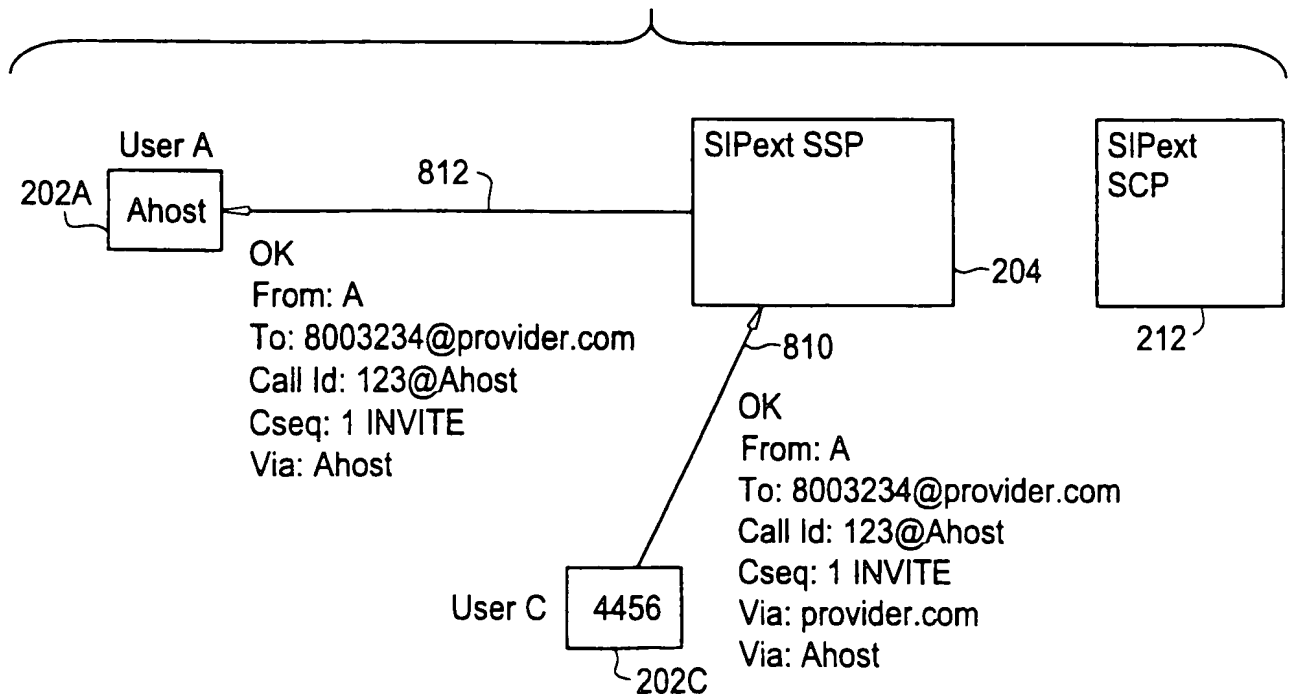 User A
202A
Ahost
812
SIPext SSP
204
SIPext
SCP
212
OK
From: A
To: 8003234@provider.com
Call Id: 123@Ahost
Cseq: 1 INVITE
Via: Ahost
810
OK
From: A
To: 8003234@provider.com
Call Id: 123@Ahost
Cseq: 1 INVITE
Via: provider.com
Via: Ahost
User C
4456
202C